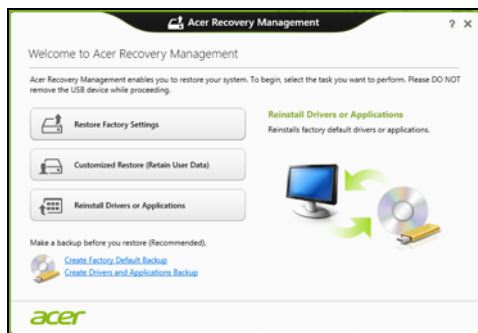 Acer Recovery Management
? ×
Welcome to Acer Recovery Management
Acer Recovery Management enables you to restore your system. To begin, select the task you want to perform. Please DO NOT
remove the USB device while proceeding.
Restore Factory Settings
Customized Restore (Retain User Data)
Reinstall Drivers or Applications
Reinstall Drivers or Applications
Reinstalls factory default drivers or applications.
Make a backup before you restore (Recommended).
Create Factory Default Backup
Create Drivers and Applications Backup
acer